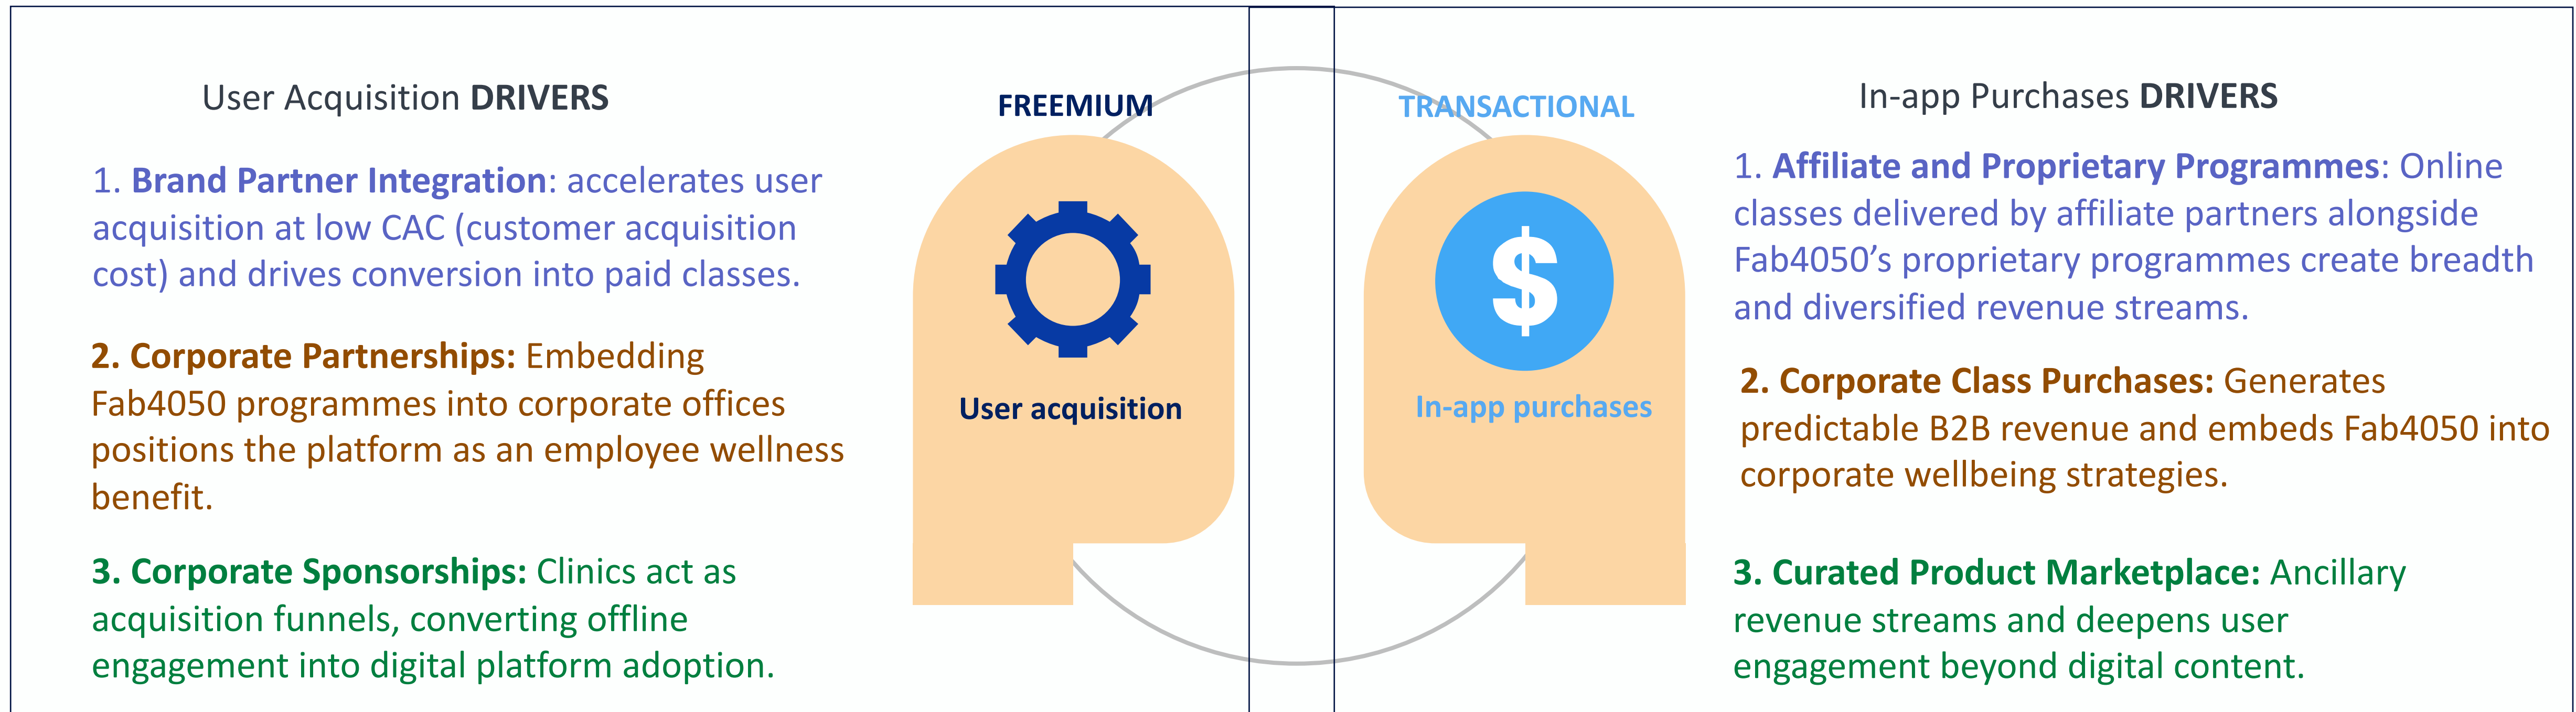 User Acquisition DRIVERS
1. Brand Partner Integration: accelerates user
acquisition at low CAC (customer acquisition
cost) and drives conversion into paid classes.
2. Corporate Partnerships: Embedding
Fab4050 programmes into corporate offices
positions the platform as an employee wellness
benefit.
3. Corporate Sponsorships: Clinics act as
acquisition funnels, converting offline
engagement into digital platform adoption.
FREEMIUM
User acquisition
TRANSACTIONAL
$
In-app purchases
In-app Purchases DRIVERS
1. Affiliate and Proprietary Programmes: Online
classes delivered by affiliate partners alongside
Fab4050’s proprietary programmes create breadth
and diversified revenue streams.
2. Corporate Class Purchases: Generates
predictable B2B revenue and embeds Fab4050 into
corporate wellbeing strategies.
3. Curated Product Marketplace: Ancillary
revenue streams and deepens user
engagement beyond digital content.